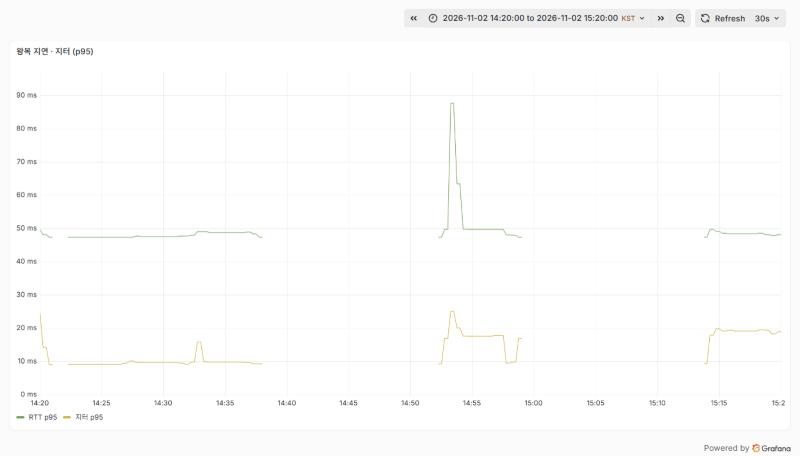 2026-11-02 14:20:00 to 2026-11-02 15:20:00 KST
Refresh 30s
왕복 지연 · 지터 (p95)
90 ms
80 ms
70 ms
60 ms
50 ms
40 ms
30 ms
20 ms
10 ms
0 ms
14:20 14:25 14:30 14:35 14:40 14:45 14:50 14:55 15:00 15:05 15:10 15:15 15:2
RTT p95 지터 p95
Powered by Grafana